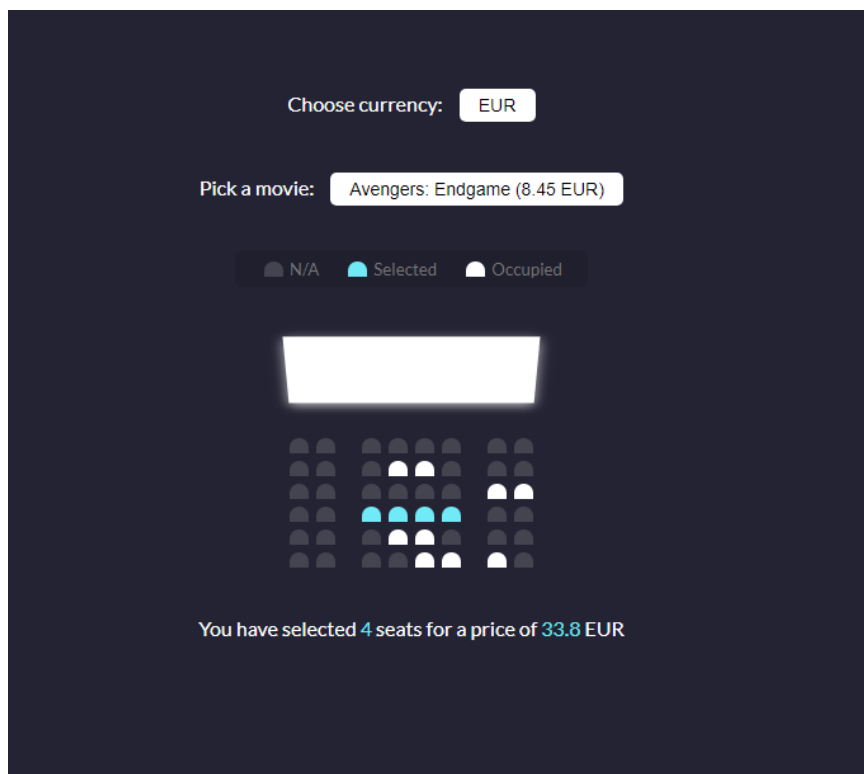 Choose currency: EUR
Pick a movie: Avengers: Endgame (8.45 EUR)
N/A Selected Occupied
You have selected 4 seats for a price of 33.8 EUR